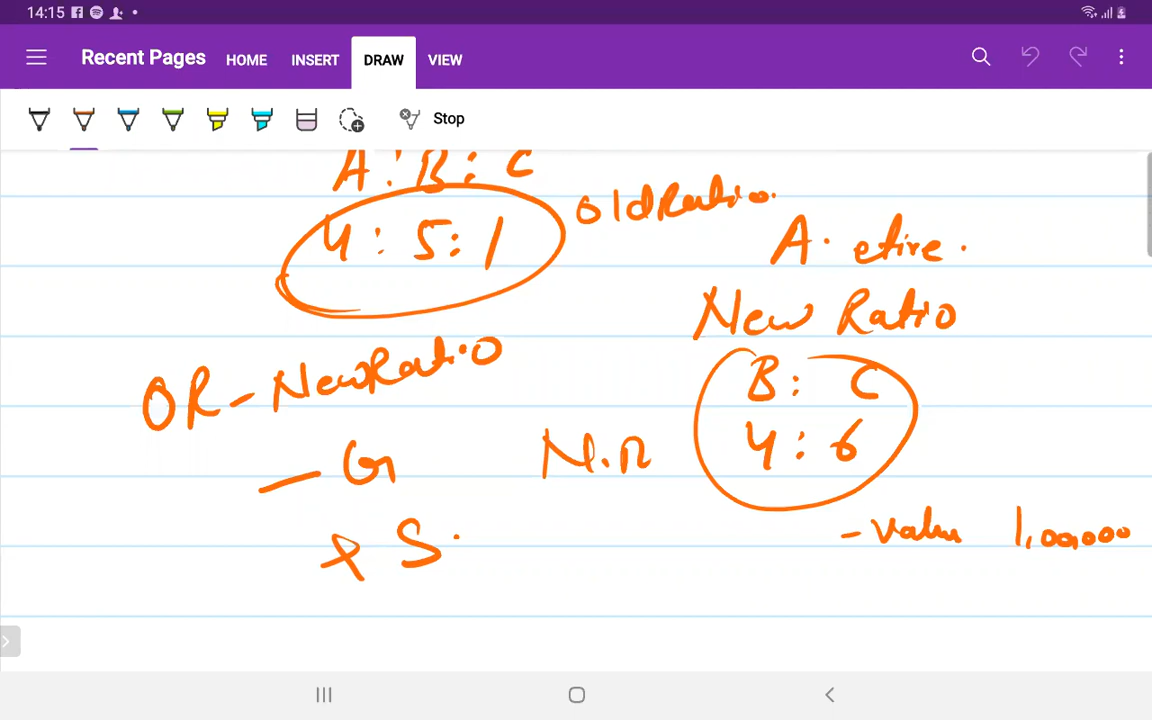 14:15
Recent Pages HOME INSERT DRAW VIEW
Stop
A : B : C
4 : 5 : 1
Old Ratio.
A. etire.
New Ratio
B : C
4 : 6
OR - New Ratio
- G
+ S.
N.R
- Value 1,00,000